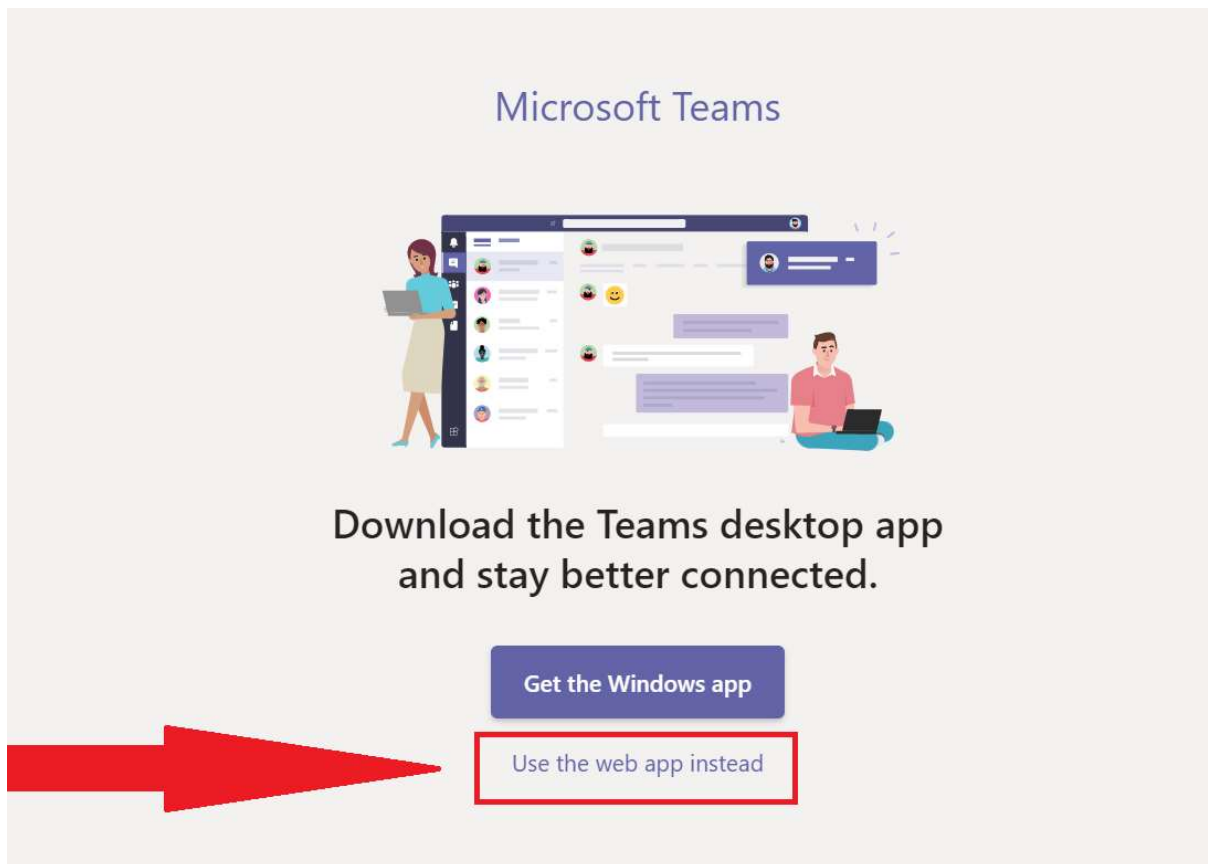 Microsoft Teams
Download the Teams desktop app
and stay better connected.
Get the Windows app
Use the web app instead